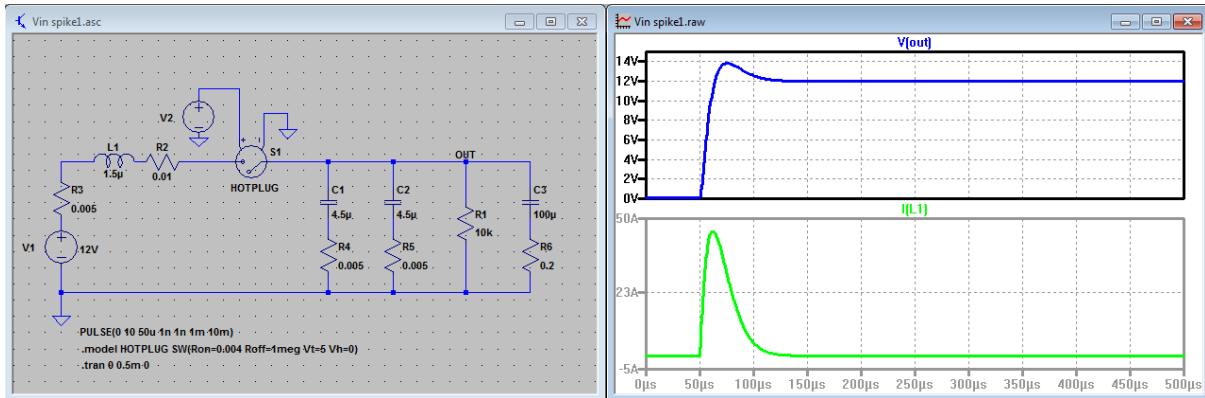 Vin spike1.asc
V2
L1
R2
1.5µ
0.01
S1
HOTPLUG
OUT
R3
0.005
V1
12V
C1
4.5µ
C2
4.5µ
R1
10k
C3
100µ
R4
0.005
R5
0.005
R6
0.2
PULSE(0 10 50u 1n 1n 1m 10m)
.model HOTPLUG SW(Ron=0.004 Roff=1meg Vt=5 Vh=0)
.tran 0 0.5m 0
Vin spike1.raw
V(out)
14V
12V
10V
8V
6V
4V
2V
0V
I(L1)
50A
23A
-5A
0µs 50µs 100µs 150µs 200µs 250µs 300µs 350µs 400µs 450µs 500µs